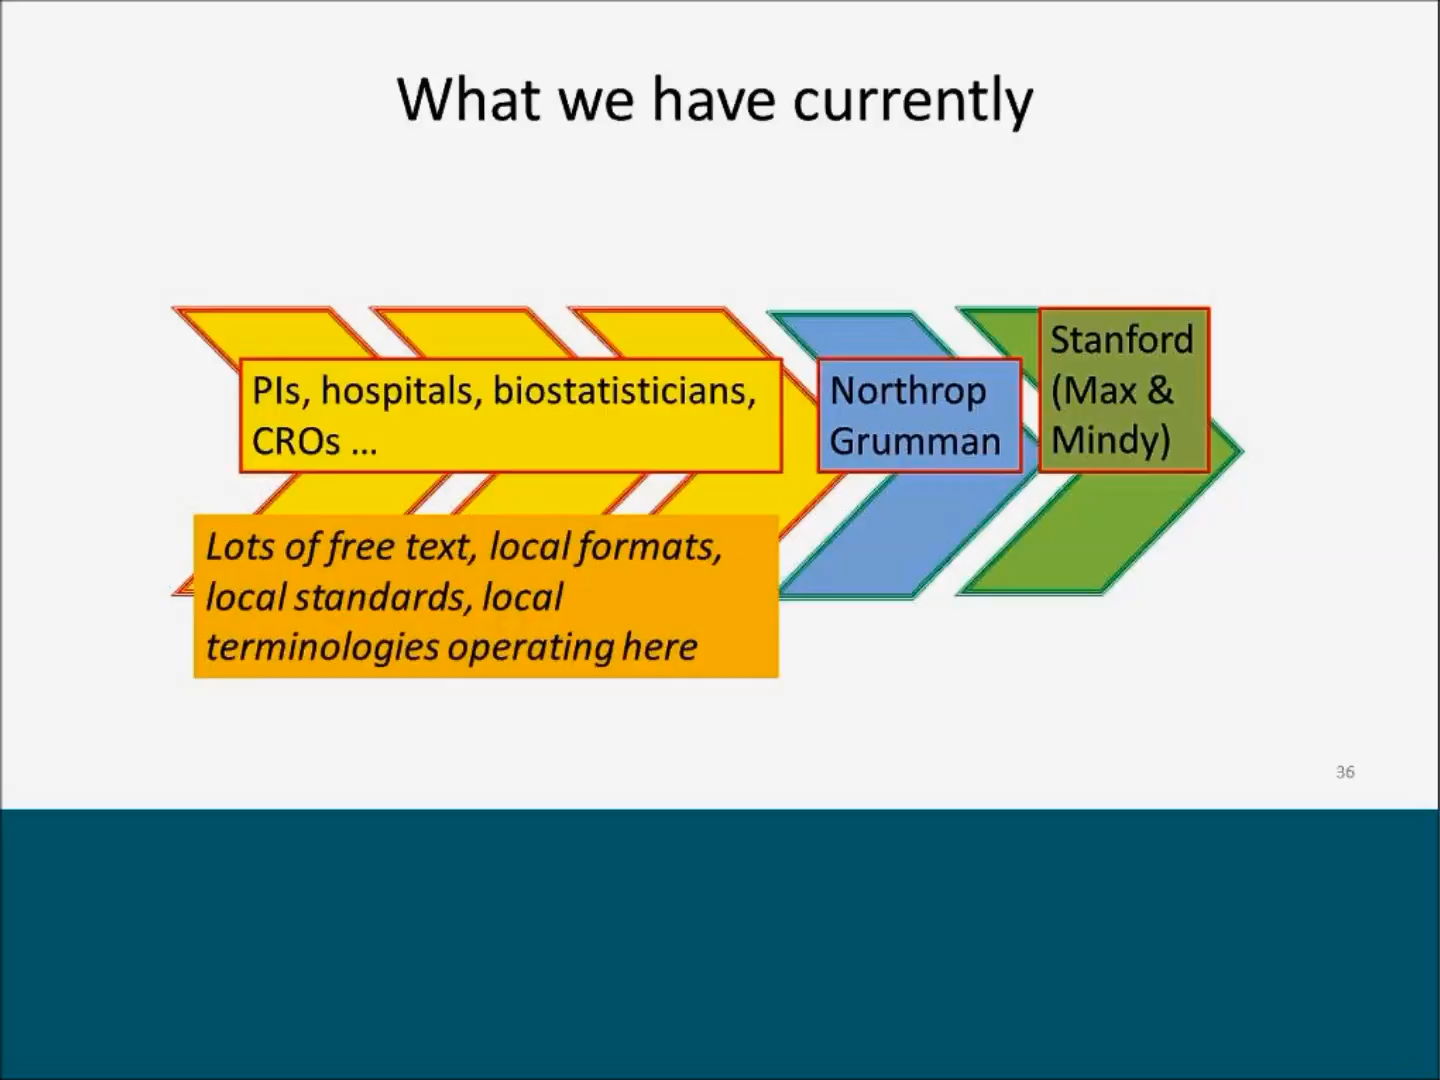 What we have currently
PIs, hospitals, biostatisticians,
CROs ...
Northrop
Grumman
Stanford
(Max &
Mindy)
Lots of free text, local formats,
local standards, local
terminologies operating here
36